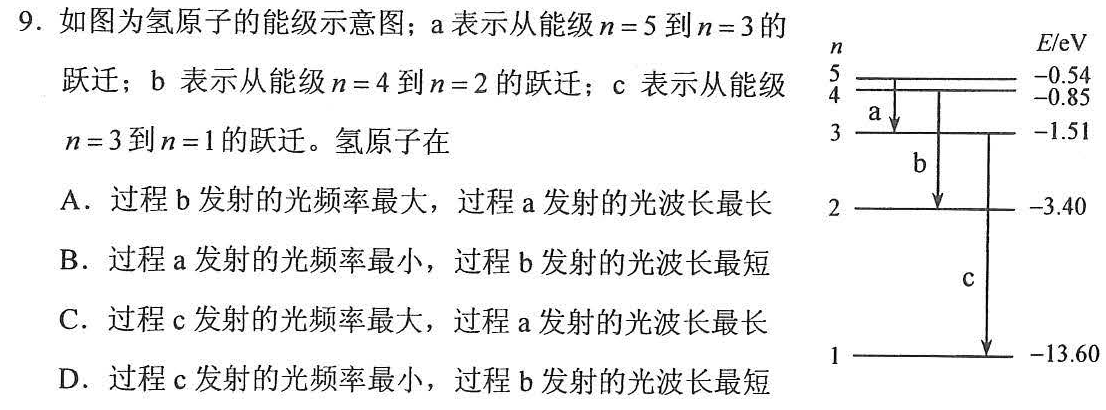 9. 如图为氢原子的能级示意图；a 表示从能级 n = 5 到 n = 3 的
跃迁；b 表示从能级 n = 4 到 n = 2 的跃迁；c 表示从能级
n = 3 到 n = 1 的跃迁。氢原子在
A．过程 b 发射的光频率最大，过程 a 发射的光波长最长
B．过程 a 发射的光频率最小，过程 b 发射的光波长最短
C．过程 c 发射的光频率最大，过程 a 发射的光波长最长
D．过程 c 发射的光频率最小，过程 b 发射的光波长最短
n E/eV
5 −0.54
4 −0.85
a
3 −1.51
b
2 −3.40
c
1 −13.60